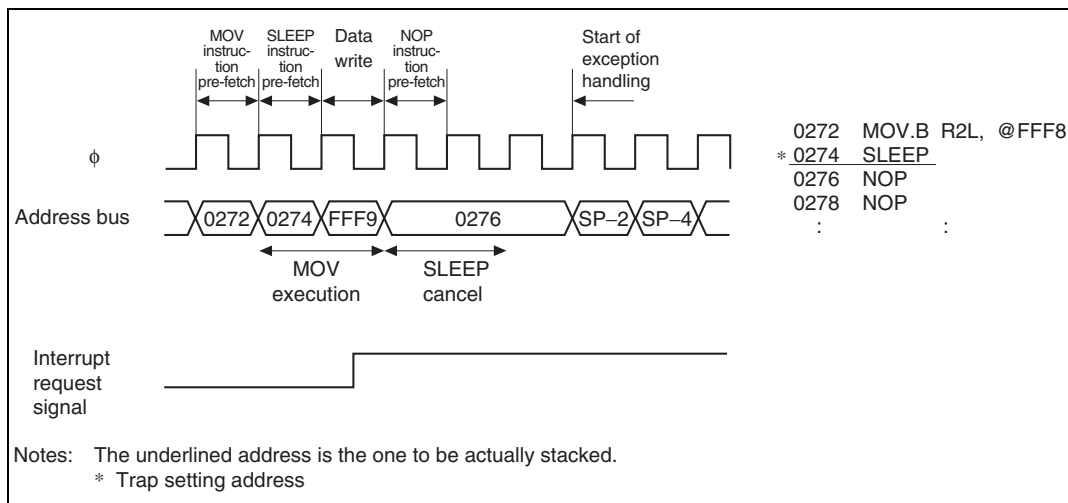 MOV instruc-tion pre-fetch
SLEEP instruc-tion pre-fetch
Data write
NOP instruc-tion pre-fetch
Start of exception handling
φ
Address bus
0272
0274
FFF9
0276
SP–2
SP–4
MOV execution
SLEEP cancel
Interrupt request signal
0272 MOV.B R2L, @FFF8
* 0274 SLEEP
0276 NOP
0278 NOP
: :
Notes: The underlined address is the one to be actually stacked.
* Trap setting address